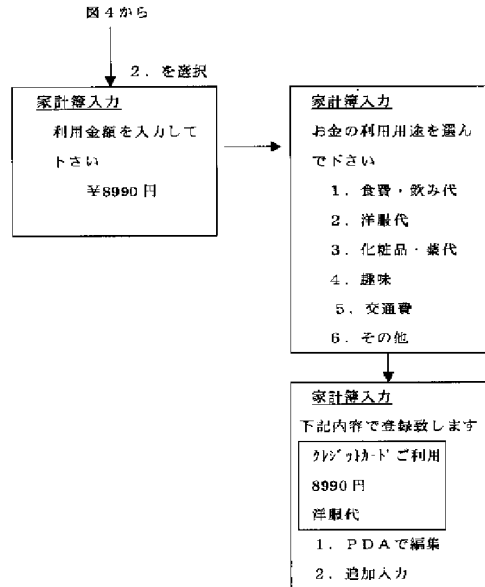 図４から
２．を選択
家計簿入力
利用金額を入力して
下さい
￥8990円
家計簿入力
お金の利用用途を選ん
で下さい
１．食費・飲み代
２．洋服代
３．化粧品・薬代
４．趣味
５．交通費
６．その他
家計簿入力
下記内容で登録致します
ｸﾚｼﾞｯﾄｶｰﾄﾞご利用
8990円
洋服代
１．ＰＤＡで編集
２．追加入力